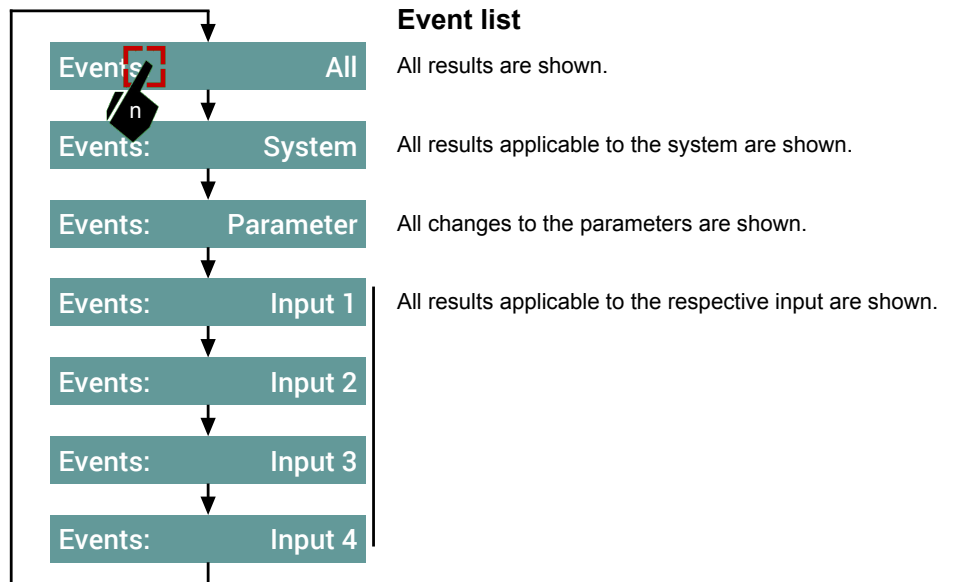 Event list
Events: All
All results are shown.
n
Events: System
All results applicable to the system are shown.
Events: Parameter
All changes to the parameters are shown.
Events: Input 1
All results applicable to the respective input are shown.
Events: Input 2
Events: Input 3
Events: Input 4